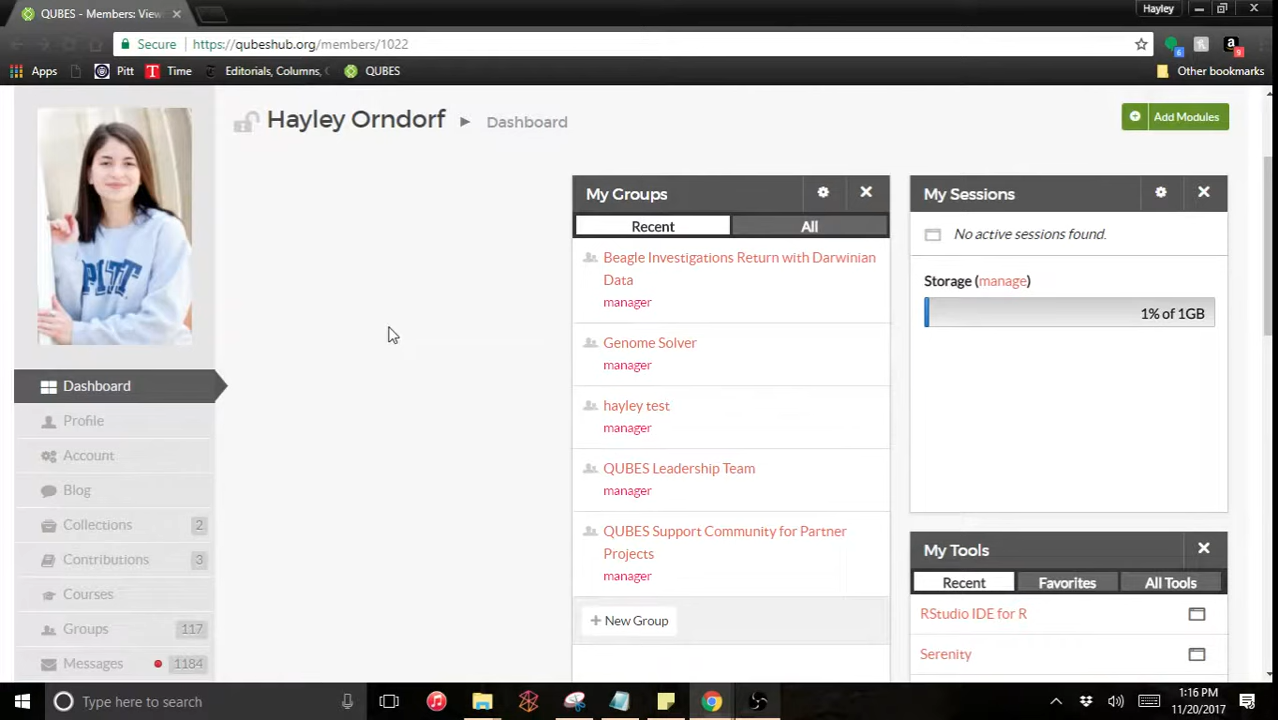 QUBES - Members: View
Hayley
Secure
https://qubeshub.org/members/1022
6
9
Apps
Pitt
T
Time
Editorials, Columns,
QUBES
Other bookmarks
Hayley Orndorf
Dashboard
Add Modules
PITT
Dashboard
Profile
Account
Blog
Collections 2
Contributions 3
Courses
Groups 117
Messages 1184
My Groups
Recent
All
Beagle Investigations Return with Darwinian
Data
manager
Genome Solver
manager
hayley test
manager
QUBES Leadership Team
manager
QUBES Support Community for Partner
Projects
manager
+ New Group
My Sessions
No active sessions found.
Storage (manage)
1% of 1GB
My Tools
Recent
Favorites
All Tools
RStudio IDE for R
Serenity
Type here to search
1:16 PM
11/20/2017